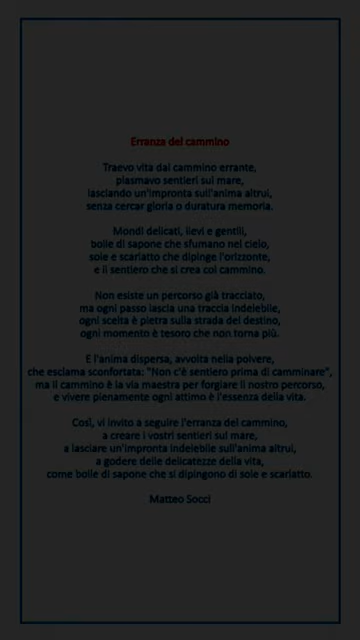 Erranza del cammino
Traevo vita dal cammino errante,
plasmavo sentieri sul mare,
lasciando un'impronta sull'anima altrui,
senza cercar gloria o duratura memoria.
Mondi delicati, lievi e gentili,
bolle di sapone che sfumano nel cielo,
sole e scarlatto che dipinge l'orizzonte,
e il sentiero che si crea col cammino.
Non esiste un percorso già tracciato,
ma ogni passo lascia una traccia indelebile,
ogni scelta è pietra sulla strada del destino,
ogni momento è tesoro che non torna più.
E l'anima dispersa, avvolta nella polvere,
che esclama sconfortata: "Non c'è sentiero prima di camminare",
ma il cammino è la via maestra per forgiare il nostro percorso,
e vivere pienamente ogni attimo è l'essenza della vita.
Così, vi invito a seguire l'erranza del cammino,
a creare i vostri sentieri sul mare,
a lasciare un'impronta indelebile sull'anima altrui,
a godere delle delicatezze della vita,
come bolle di sapone che si dipingono di sole e scarlatto.
Matteo Socci